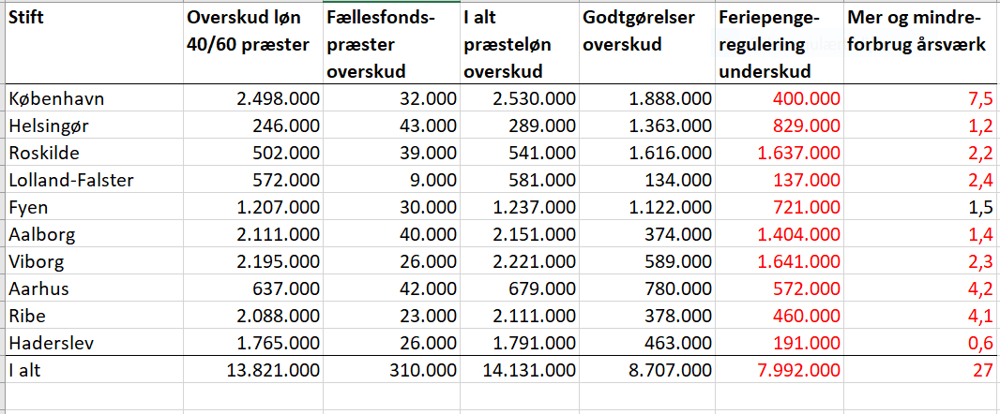 Stift Overskud løn Fællesfonds- I alt Godtgørelser Feriepenge- Mer og mindre-
40/60 præster præster præsteløn overskud regulering forbrug årsværk
overskud overskud underskud
København 2.498.000 32.000 2.530.000 1.888.000 400.000 7,5
Helsingør 246.000 43.000 289.000 1.363.000 829.000 1,2
Roskilde 502.000 39.000 541.000 1.616.000 1.637.000 2,2
Lolland-Falster 572.000 9.000 581.000 134.000 137.000 2,4
Fyen 1.207.000 30.000 1.237.000 1.122.000 721.000 1,5
Aalborg 2.111.000 40.000 2.151.000 374.000 1.404.000 1,4
Viborg 2.195.000 26.000 2.221.000 589.000 1.641.000 2,3
Aarhus 637.000 42.000 679.000 780.000 572.000 4,2
Ribe 2.088.000 23.000 2.111.000 378.000 460.000 4,1
Haderslev 1.765.000 26.000 1.791.000 463.000 191.000 0,6
I alt 13.821.000 310.000 14.131.000 8.707.000 7.992.000 27